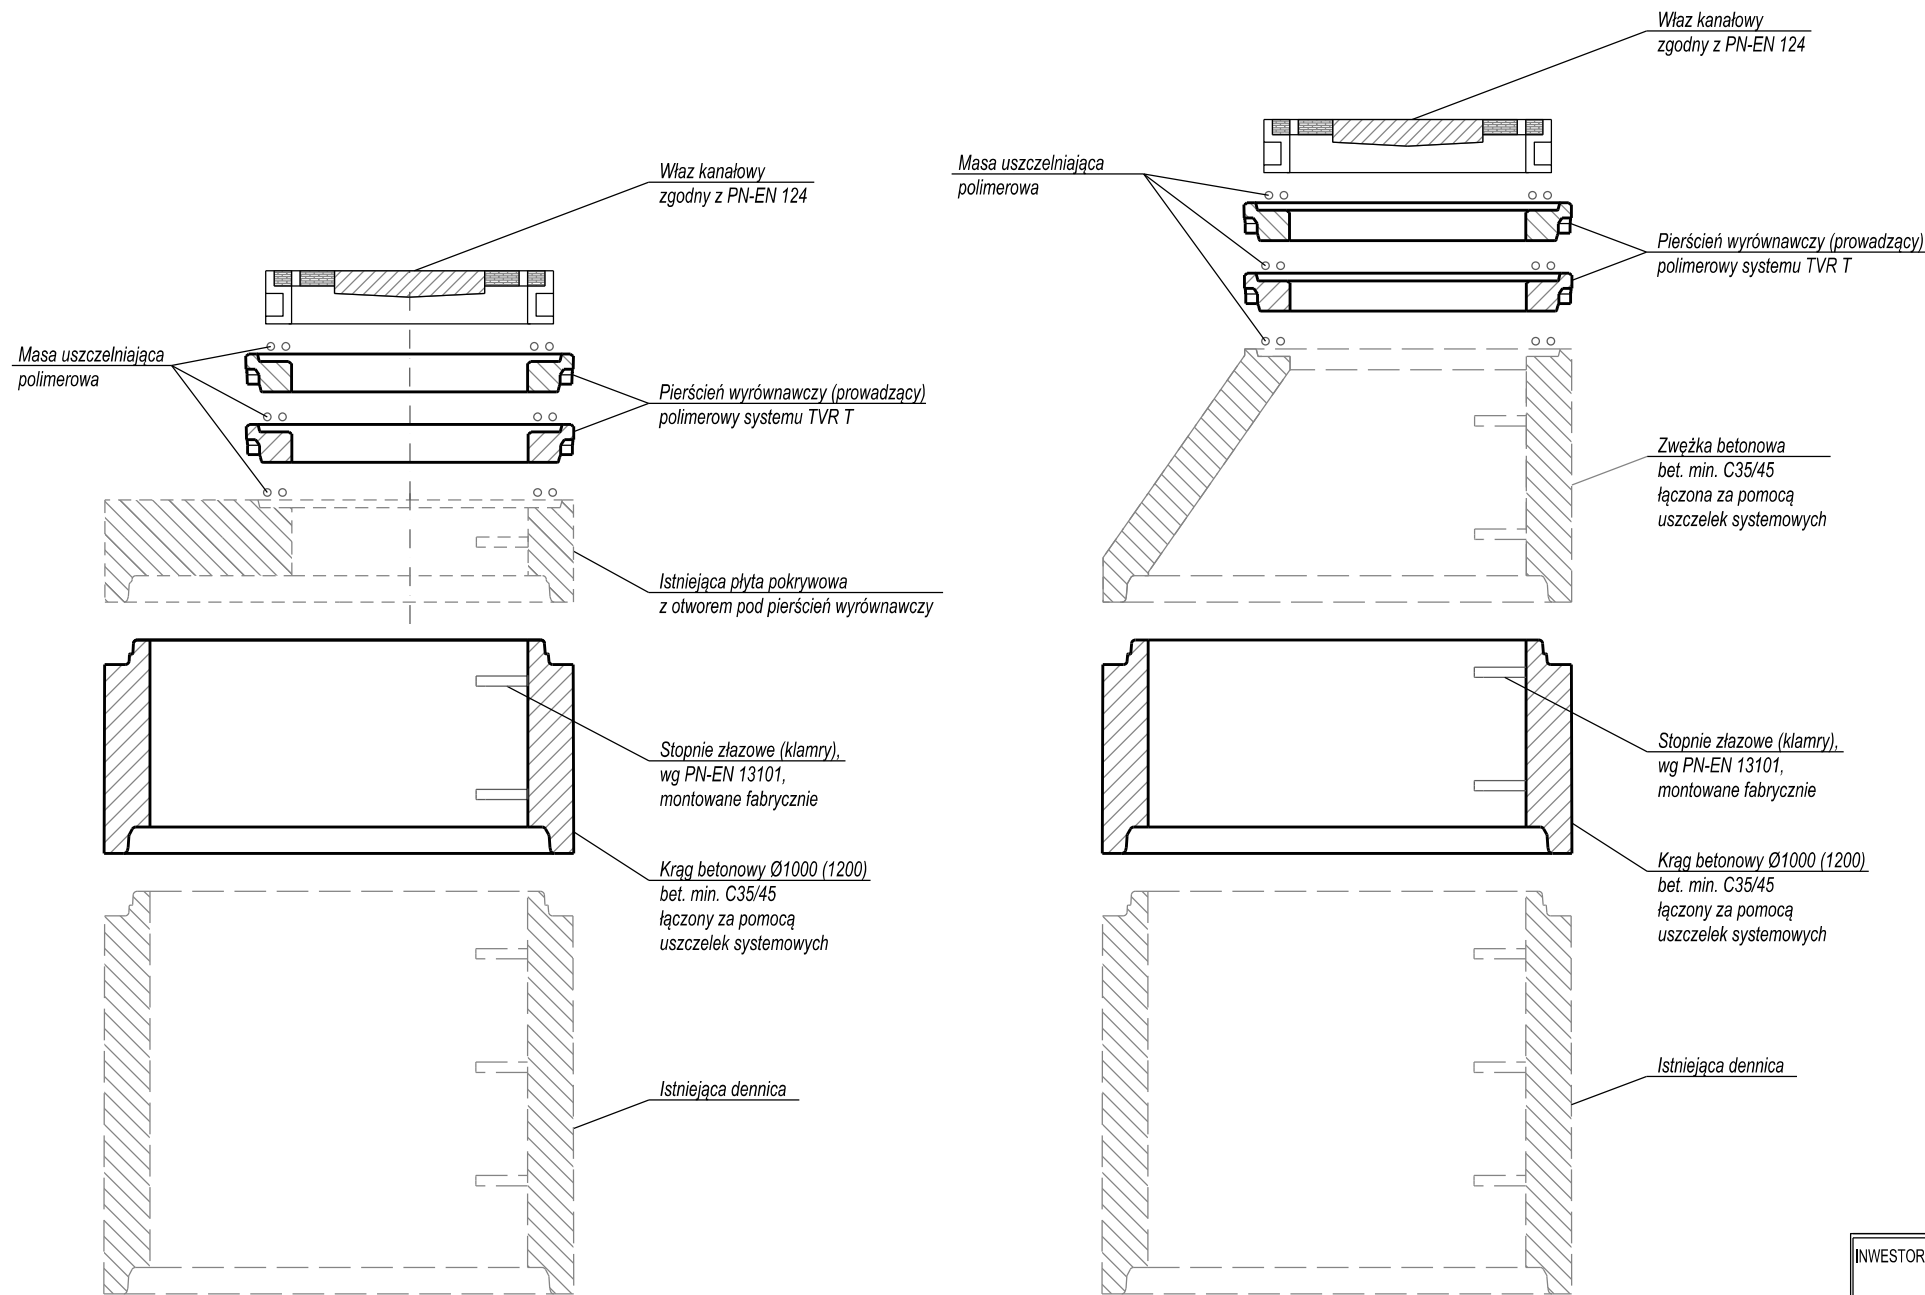 Właz kanałowy
zgodny z PN-EN 124
Masa uszczelniająca
polimerowa
Pierścień wyrównawczy (prowadzący)
polimerowy systemu TVR T
Istniejąca płyta pokrywowa
z otworem pod pierścień wyrównawczy
Stopnie złazowe (klamry),
wg PN-EN 13101,
montowane fabrycznie
Krąg betonowy Ø1000 (1200)
bet. min. C35/45
łączony za pomocą
uszczelek systemowych
Istniejąca dennica
Właz kanałowy
zgodny z PN-EN 124
Masa uszczelniająca
polimerowa
Pierścień wyrównawczy (prowadzący)
polimerowy systemu TVR T
Zwężka betonowa
bet. min. C35/45
łączona za pomocą
uszczelek systemowych
Stopnie złazowe (klamry),
wg PN-EN 13101,
montowane fabrycznie
Krąg betonowy Ø1000 (1200)
bet. min. C35/45
łączony za pomocą
uszczelek systemowych
Istniejąca dennica
INWESTOR